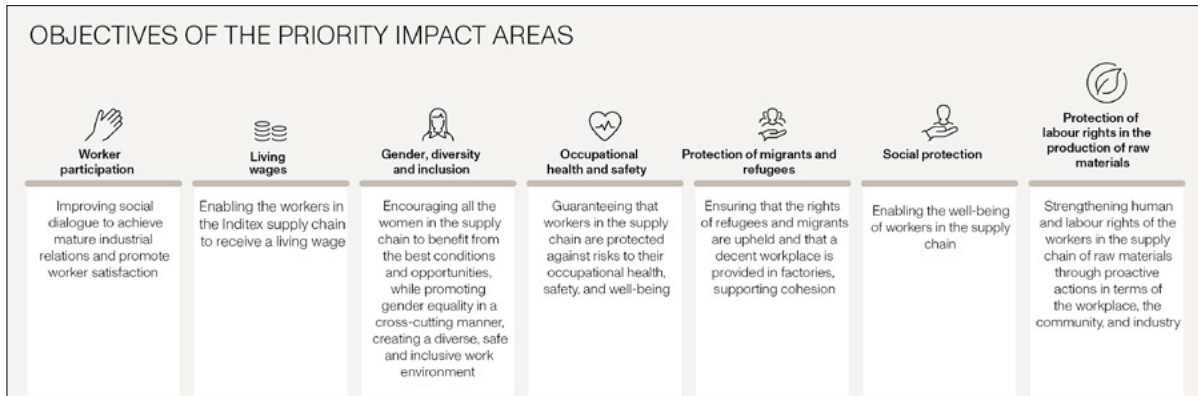 OBJECTIVES OF THE PRIORITY IMPACT AREAS
Worker
participation
Improving social
dialogue to achieve
mature industrial
relations and promote
worker satisfaction
Living
wages
Enabling the workers in
the Inditex supply chain
to receive a living wage
Gender, diversity
and inclusion
Encouraging all the
women in the supply
chain to benefit from
the best conditions
and opportunities,
while promoting
gender equality in a
cross-cutting manner,
creating a diverse, safe
and inclusive work
environment
Occupational
health and safety
Guaranteeing that
workers in the supply
chain are protected
against risks to their
occupational health,
safety, and well-being
Protection of migrants and
refugees
Ensuring that the rights
of refugees and migrants
are upheld and that a
decent workplace is
provided in factories,
supporting cohesion
Social protection
Enabling the well-being
of workers in the supply
chain
Protection of
labour rights in the
production of raw
materials
Strengthening human
and labour rights of the
workers in the supply
chain of raw materials
through proactive
actions in terms of
the workplace, the
community, and industry